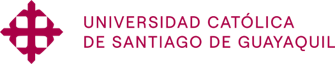 UNIVERSIDAD CATÓLICA
DE SANTIAGO DE GUAYAQUIL